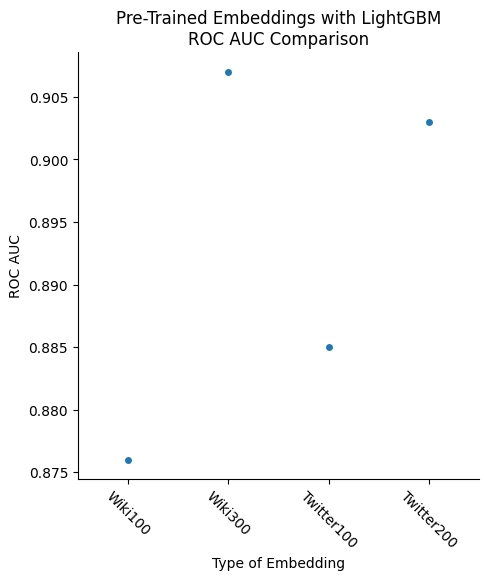 Pre-Trained Embeddings with LightGBM
ROC AUC Comparison
ROC AUC
0.905
0.900
0.895
0.890
0.885
0.880
0.875
Wiki100
Wiki300
Twitter100
Twitter200
Type of Embedding